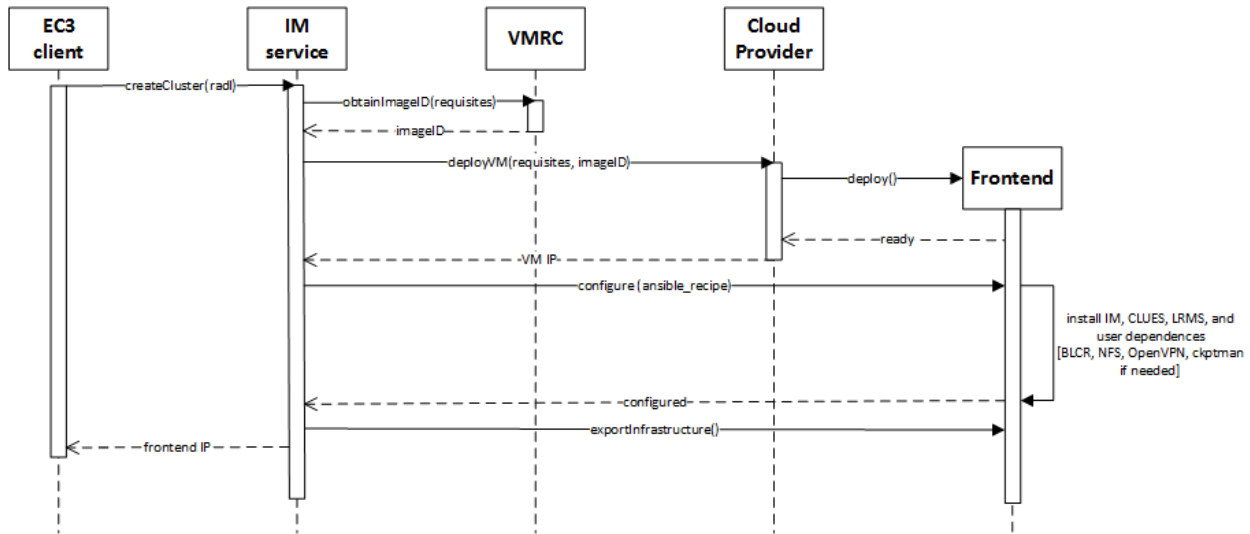 EC3
client
IM
service
VMRC
Cloud
Provider
createCluster(radl)
obtainImageID(requisites)
imageID
deployVM(requisites, imageID)
deploy()
Frontend
ready
VM IP
configure (ansible_recipe)
install IM, CLUES, LRMS, and
user dependences
[BLCR, NFS, OpenVPN, ckptman
if needed]
configured
exportInfrastructure()
frontend IP